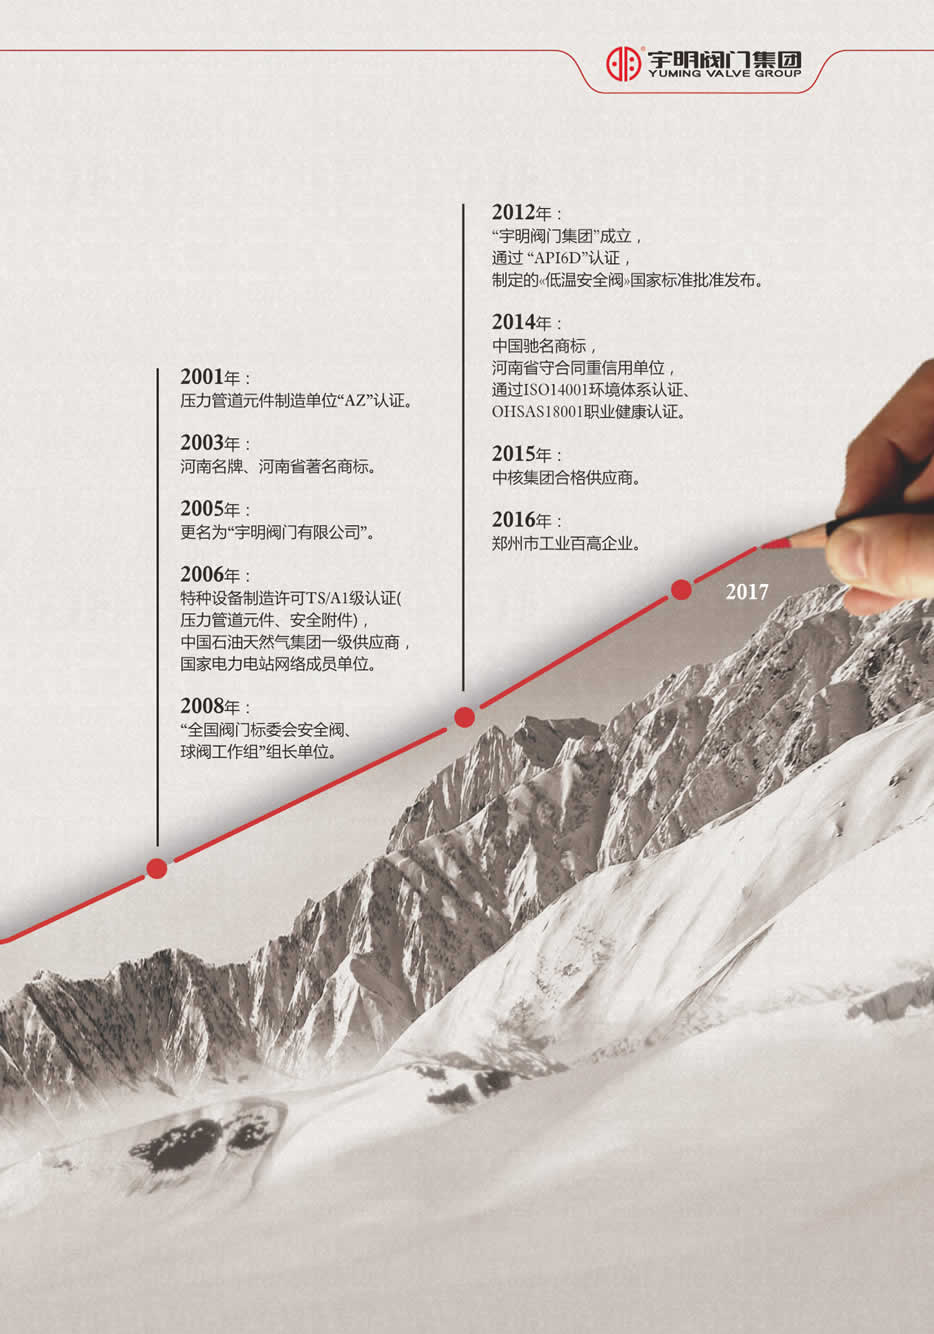 宇明阀门集团
YUMING VALVE GROUP
2001年：
压力管道元件制造单位“AZ”认证。
2003年：
河南名牌、河南省著名商标。
2005年：
更名为“宇明阀门有限公司”。
2006年：
特种设备制造许可TS/A1级认证(
压力管道元件、安全附件)，
中国石油天然气集团一级供应商，
国家电力电站网络成员单位。
2008年：
“全国阀门标委会安全阀、
球阀工作组”组长单位。
2012年：
“宇明阀门集团”成立，
通过 “API6D”认证，
制定的«低温安全阀»国家标准批准发布。
2014年：
中国驰名商标，
河南省守合同重信用单位，
通过ISO14001环境体系认证、
OHSAS18001职业健康认证。
2015年：
中核集团合格供应商。
2016年：
郑州市工业百高企业。
2017